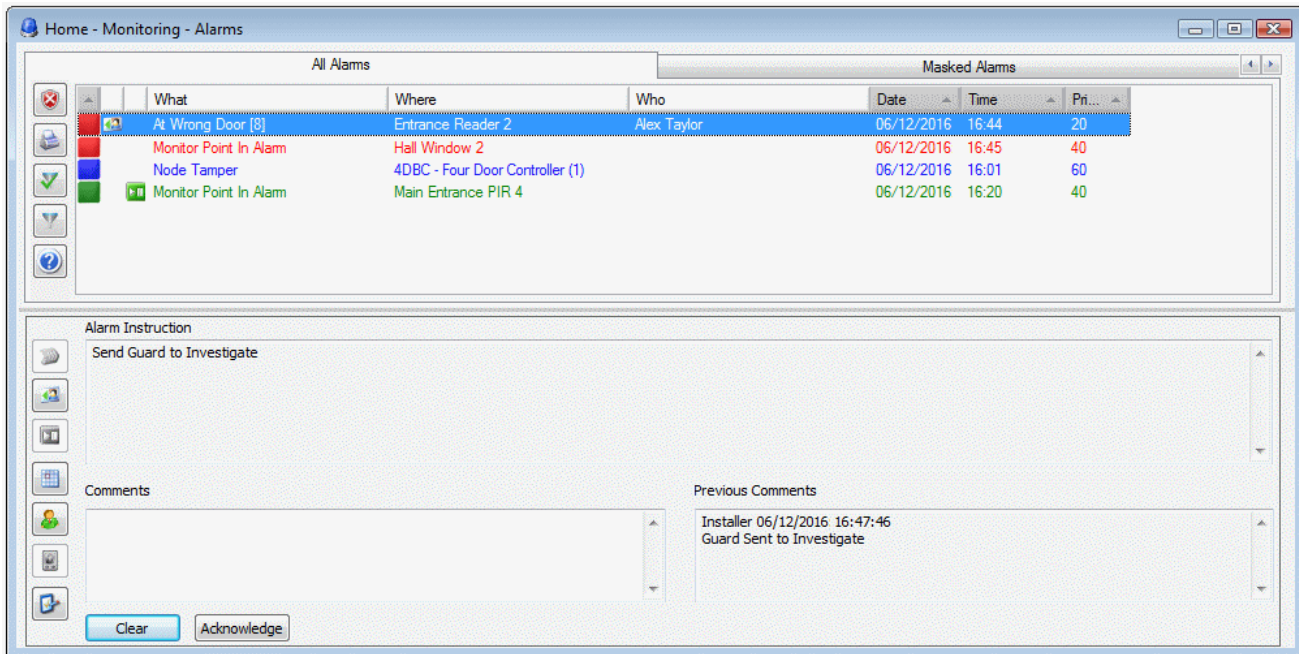 Home - Monitoring - Alarms
All Alarms Masked Alarms
What Where Who Date Time Pri...
At Wrong Door [8] Entrance Reader 2 Alex Taylor 06/12/2016 16:44 20
Monitor Point In Alarm Hall Window 2 06/12/2016 16:45 40
Node Tamper 4DBC - Four Door Controller (1) 06/12/2016 16:01 60
Monitor Point In Alarm Main Entrance PIR 4 06/12/2016 16:20 40
Alarm Instruction
Send Guard to Investigate
Comments
Previous Comments
Installer 06/12/2016 16:47:46
Guard Sent to Investigate
Clear Acknowledge